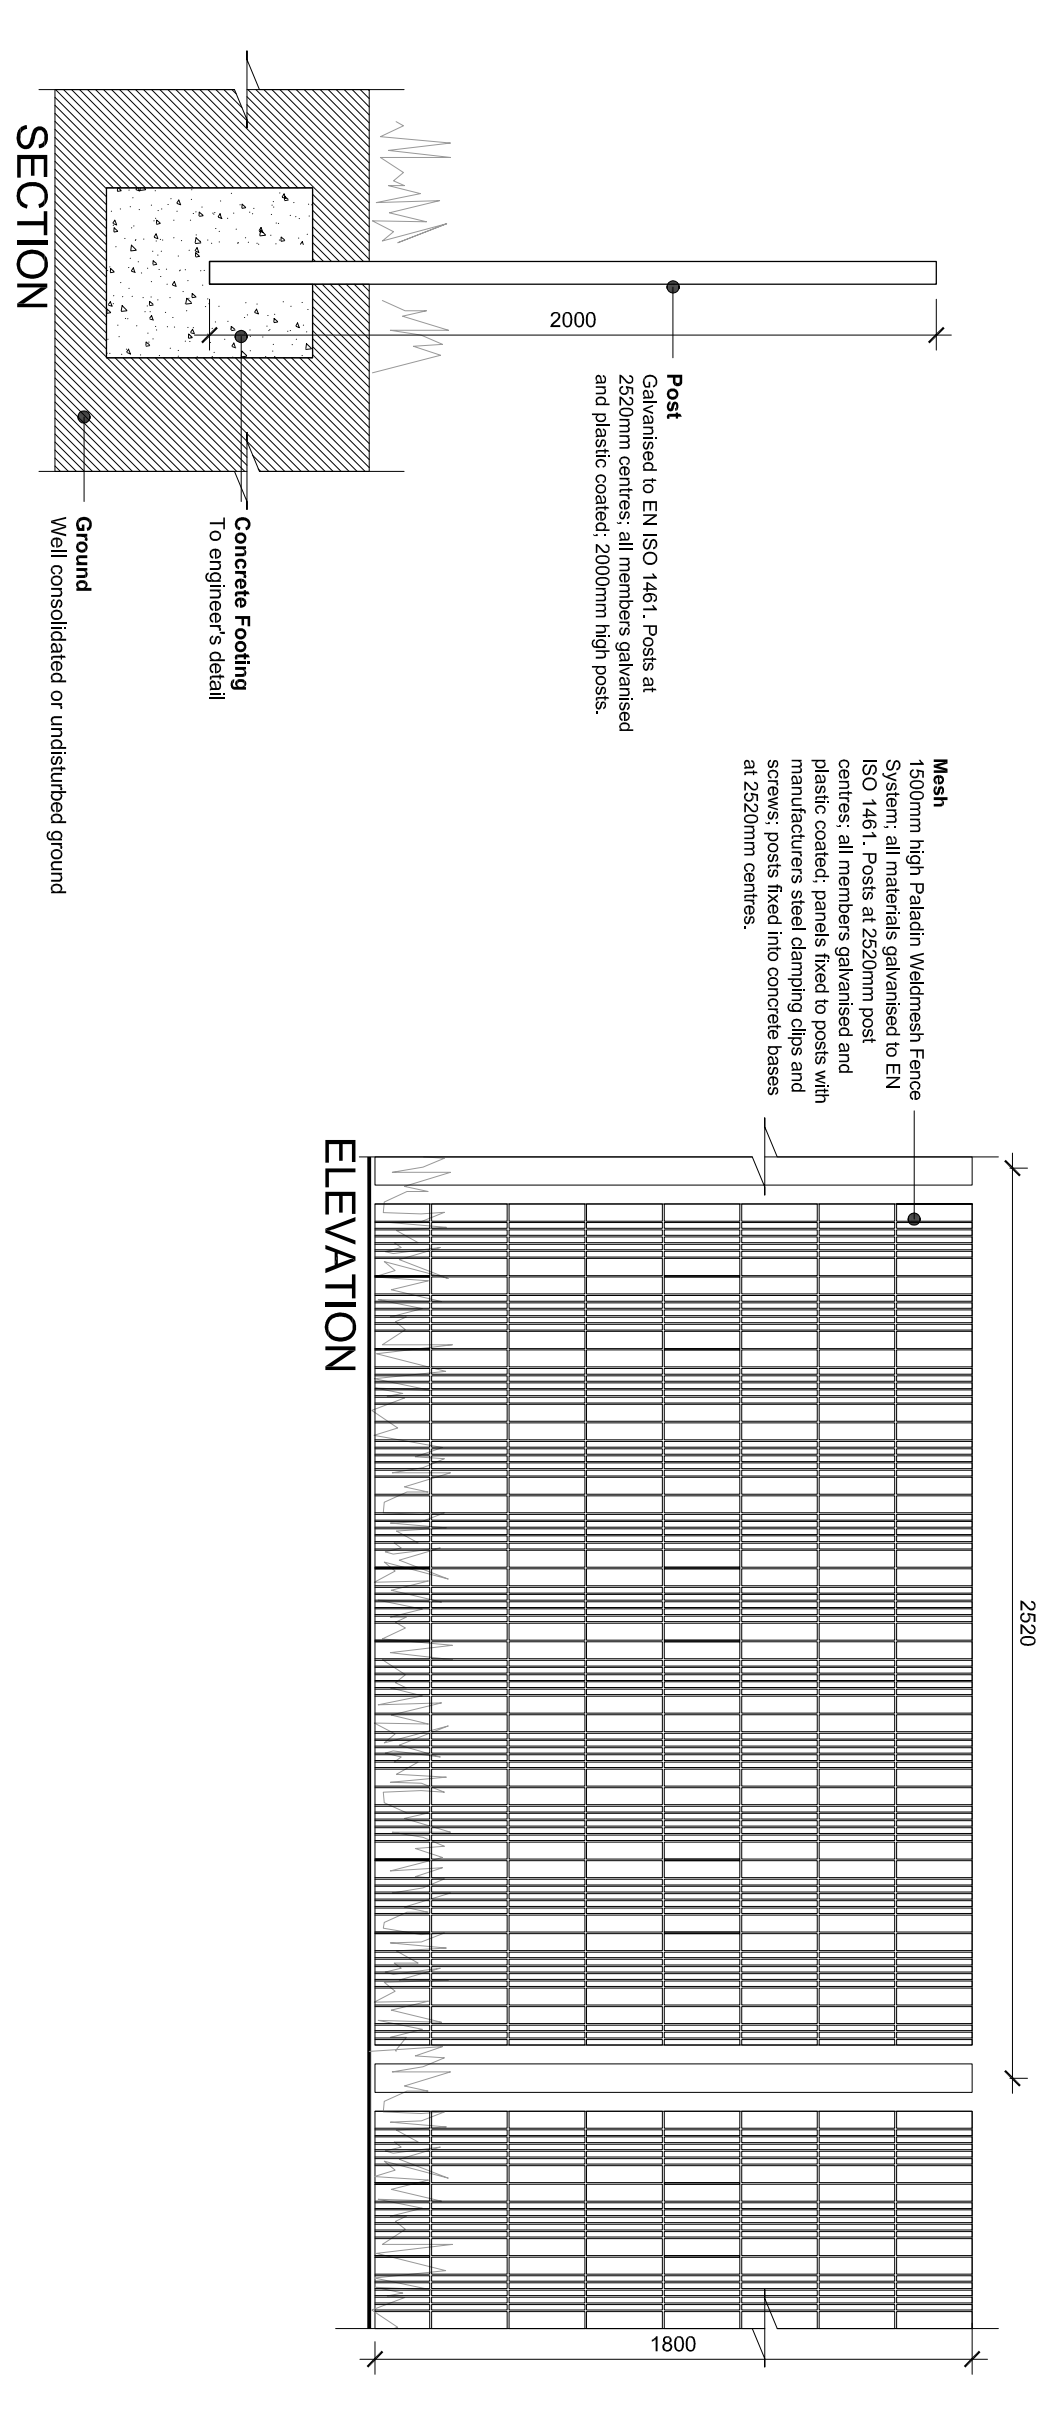 Mesh
1500mm high Paladin Weldmesh Fence
System; all materials galvanised to EN
ISO 1461. Posts at 2520mm post
centres; all members galvanised and
plastic coated; panels fixed to posts with
manufacturers steel clamping clips and
screws; posts fixed into concrete bases
at 2520mm centres.
2520
1800
ELEVATION
Post
Galvanised to EN ISO 1461. Posts at
2520mm centres; all members galvanised
and plastic coated; 2000mm high posts.
2000
Concrete Footing
To engineer's detail
Ground
Well consolidated or undisturbed ground
SECTION